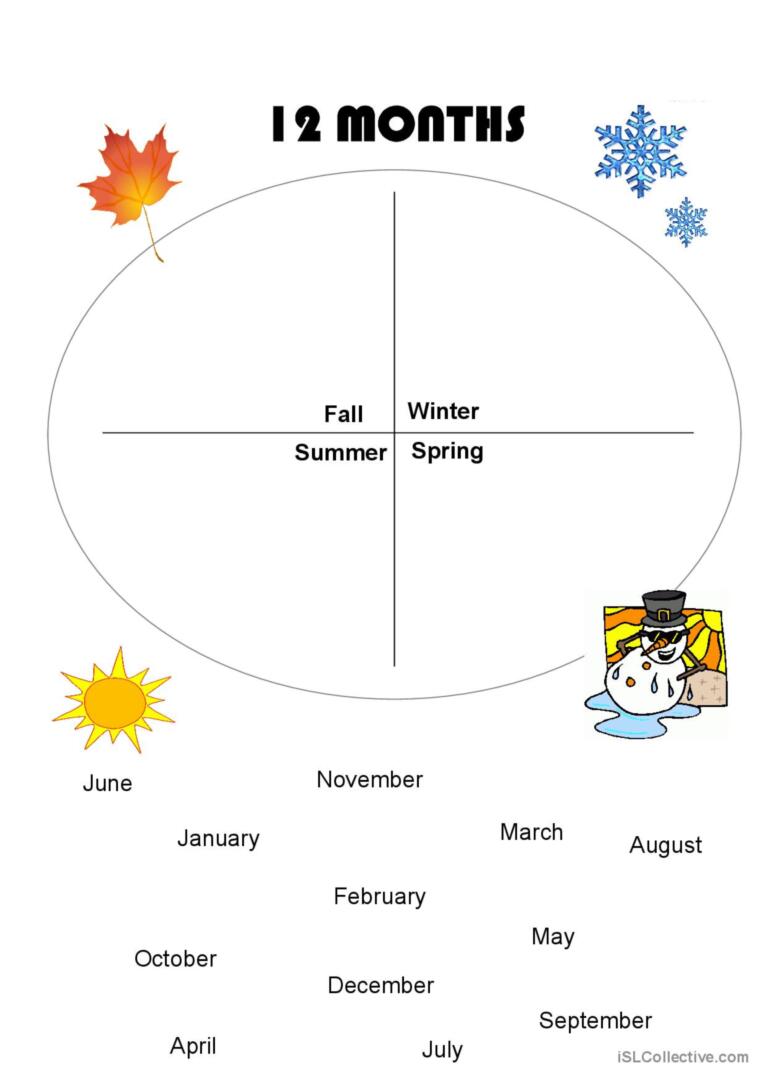 12 MONTHS
Fall
Winter
Summer
Spring
June
November
January
March
August
February
May
October
December
September
April
July
iSLCollective.com